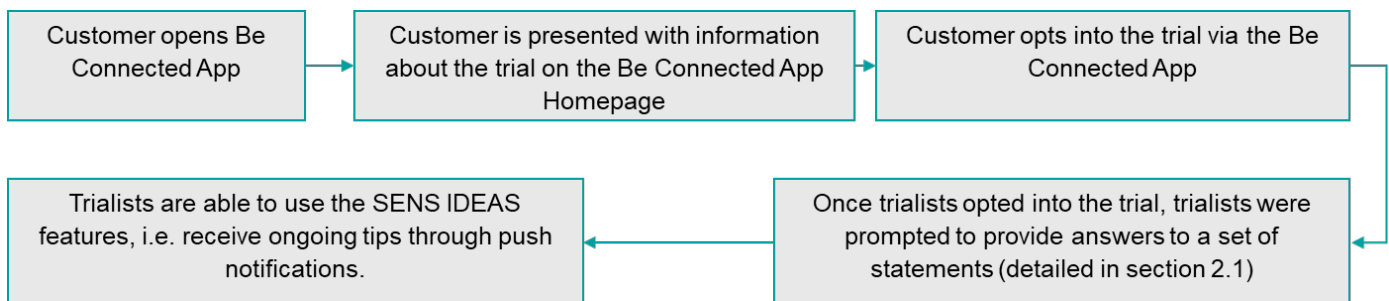 Customer opens Be
Connected App
Customer is presented with information
about the trial on the Be Connected App
Homepage
Customer opts into the trial via the Be
Connected App
Once trialists opted into the trial, trialists were
prompted to provide answers to a set of
statements (detailed in section 2.1)
Trialists are able to use the SENS IDEAS
features, i.e. receive ongoing tips through push
notifications.